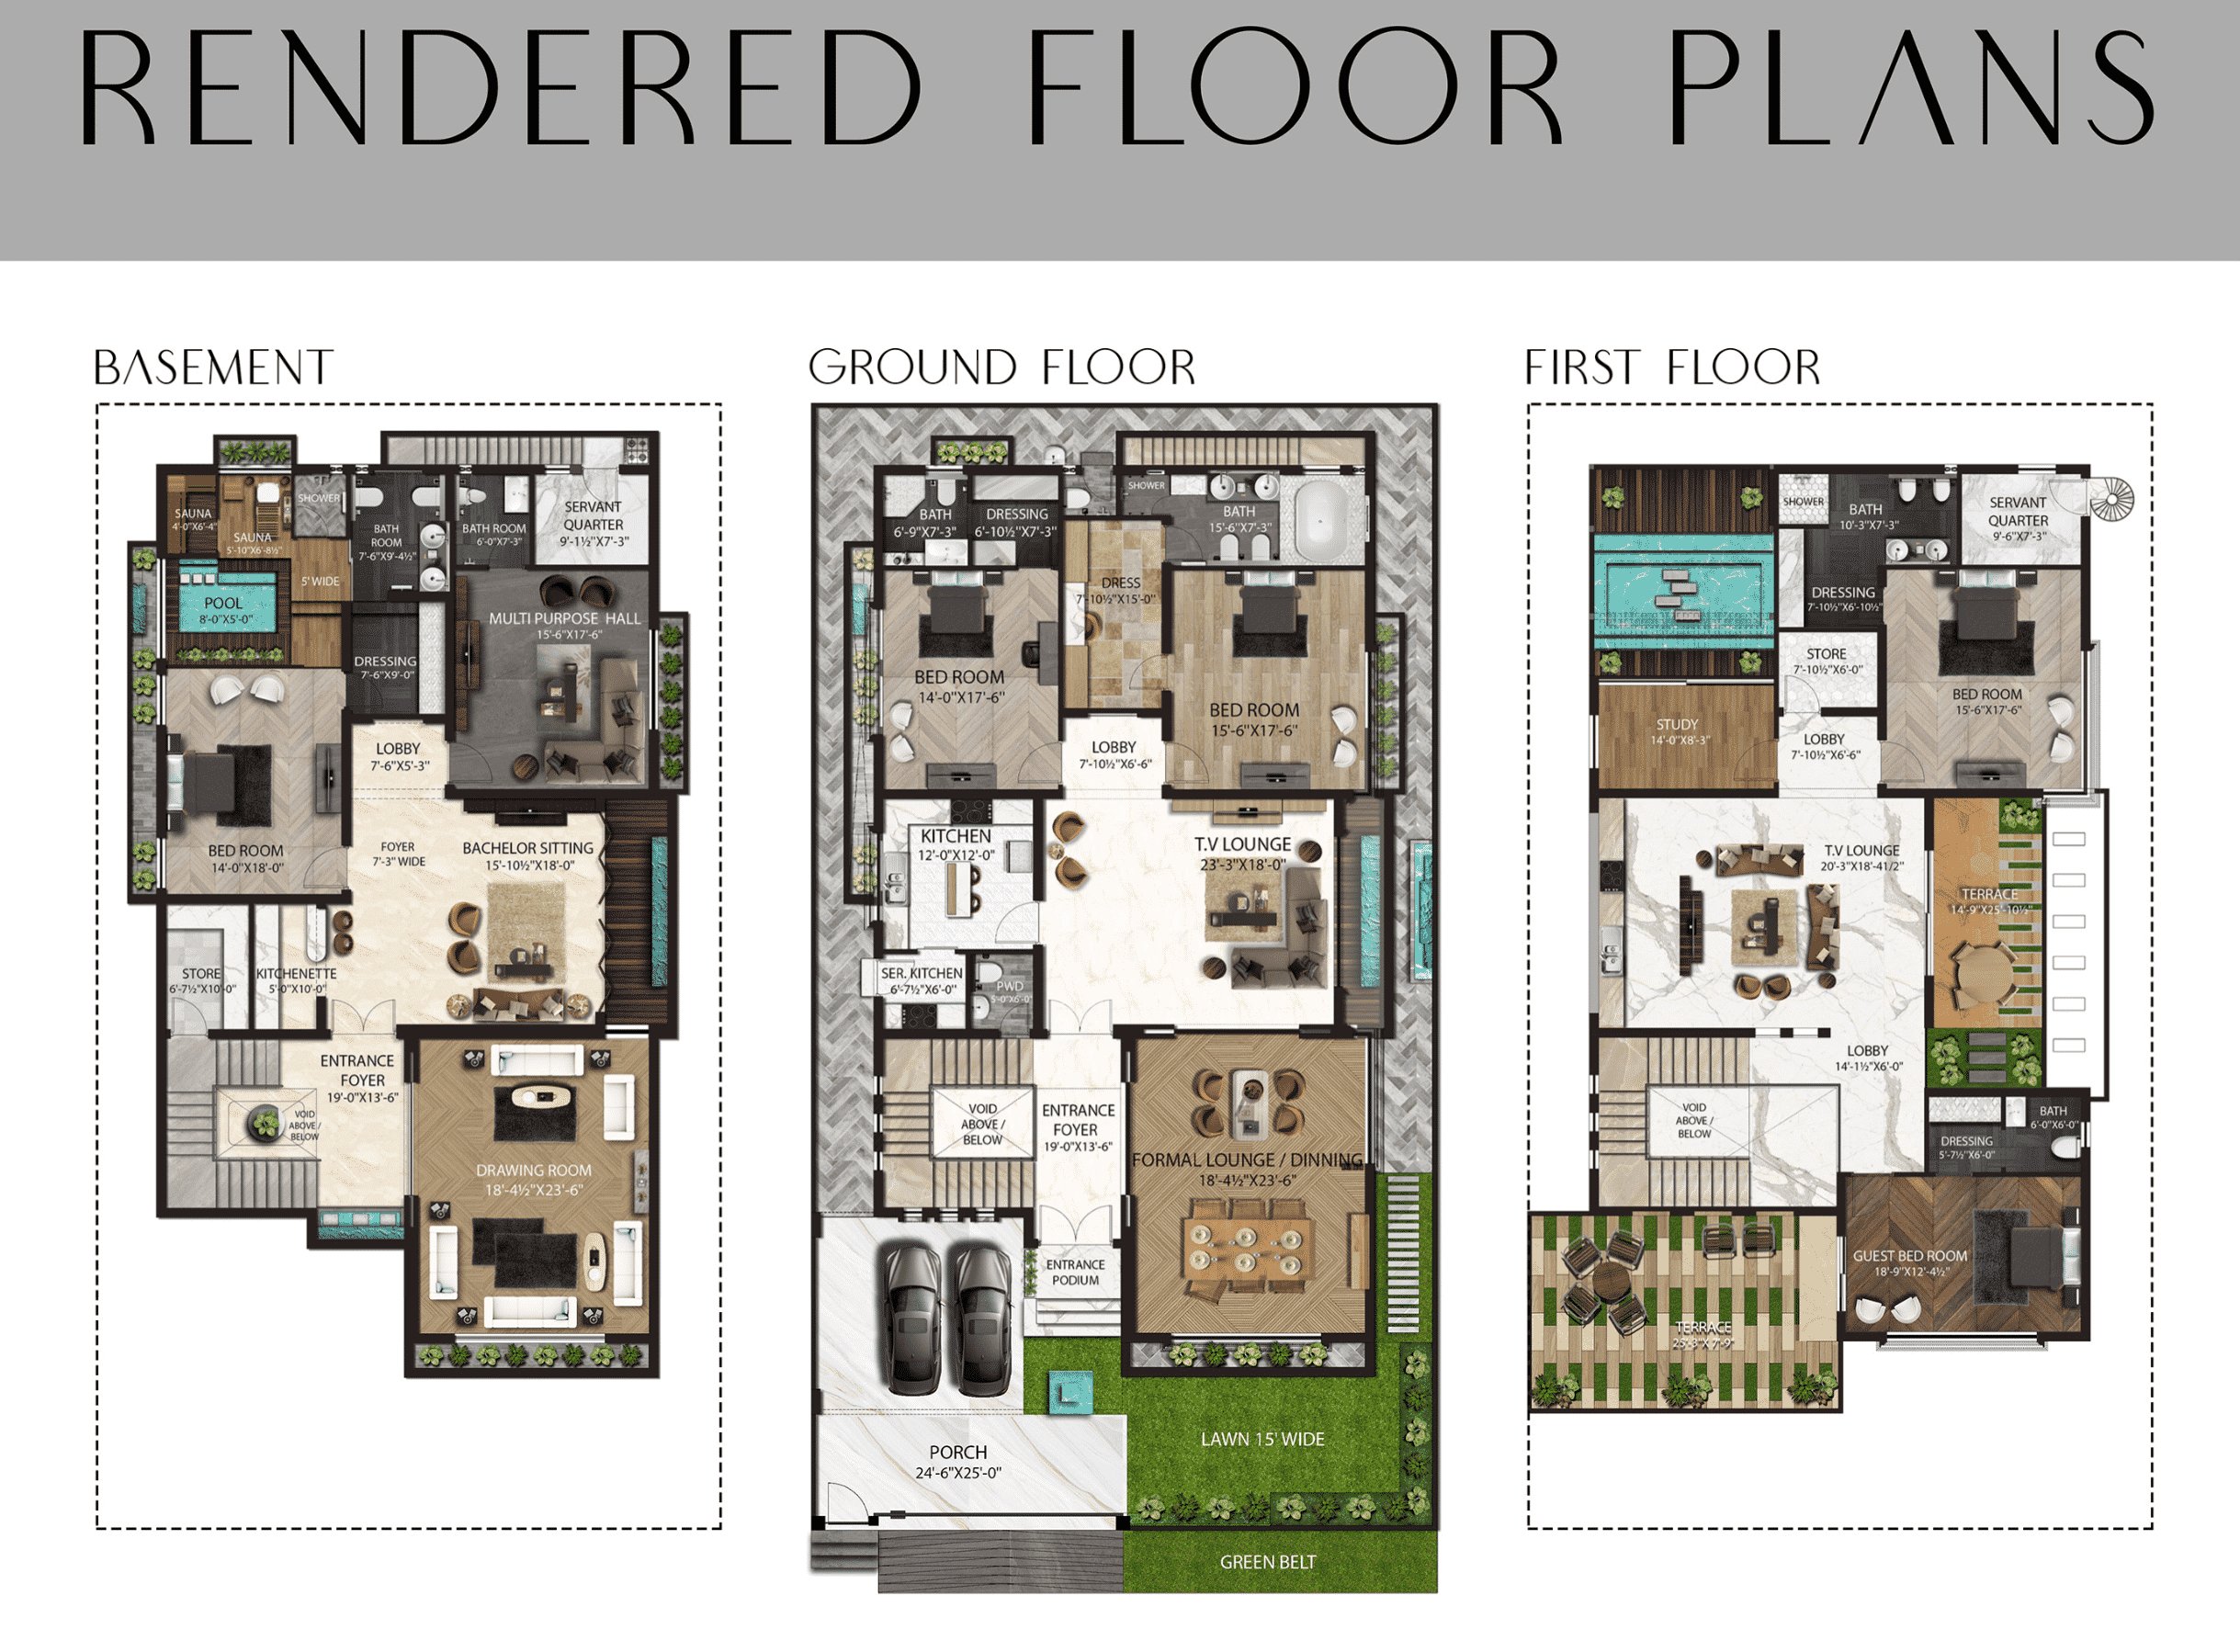 RENDERED FLOOR PLANS
BASEMENT
SAUNA
4'-0"X6'-4"
SAUNA
5'-10"X6'-8½"
SHOWER
BATH
ROOM
7'-6"X9'-4½"
BATH ROOM
6'-0"X7'-3"
SERVANT
QUARTER
9'-1½"X7'-3"
5' WIDE
POOL
8'-0"X5'-0"
MULTI PURPOSE HALL
15'-6"X17'-6"
DRESSING
7'-6"X9'-0"
LOBBY
7'-6"X5'-3"
BED ROOM
14'-0"X18'-0"
FOYER
7'-3" WIDE
BACHELOR SITTING
15'-10½"X18'-0"
STORE
6'-7½"X10'-0"
KITCHENETTE
5'-0"X10'-0"
ENTRANCE
FOYER
19'-0"X13'-6"
VOID
ABOVE /
BELOW
DRAWING ROOM
18'-4½"X23'-6"
GROUND FLOOR
BATH
6'-9"X7'-3"
DRESSING
6'-10½"X7'-3"
SHOWER
BATH
15'-6"X7'-3"
DRESS
7'-10½"X15'-0"
BED ROOM
14'-0"X17'-6"
BED ROOM
15'-6"X17'-6"
LOBBY
7'-10½"X6'-6"
KITCHEN
12'-0"X12'-0"
T.V LOUNGE
23'-3"X18'-0"
SER. KITCHEN
6'-7½"X6'-0"
PWD
5'-0"X6'-0"
VOID
ABOVE /
BELOW
ENTRANCE
FOYER
19'-0"X13'-6"
FORMAL LOUNGE / DINNING
18'-4½"X23'-6"
ENTRANCE
PODIUM
LAWN 15' WIDE
PORCH
24'-6"X25'-0"
GREEN BELT
FIRST FLOOR
SHOWER
BATH
10'-3"X7'-3"
SERVANT
QUARTER
9'-6"X7'-3"
DRESSING
7'-10½"X6'-10½"
STORE
7'-10½"X6'-0"
BED ROOM
15'-6"X17'-6"
STUDY
14'-0"X8'-3"
LOBBY
7'-10½"X6'-6"
T.V LOUNGE
20'-3"X18'-41/2"
TERRACE
14'-9"X25'-10½"
LOBBY
14'-1½"X6'-0"
VOID
ABOVE /
BELOW
BATH
6'-0"X6'-0"
DRESSING
5'-7½"X6'-0"
GUEST BED ROOM
18'-9"X12'-4½"
TERRACE
25'-3"X7'-9"